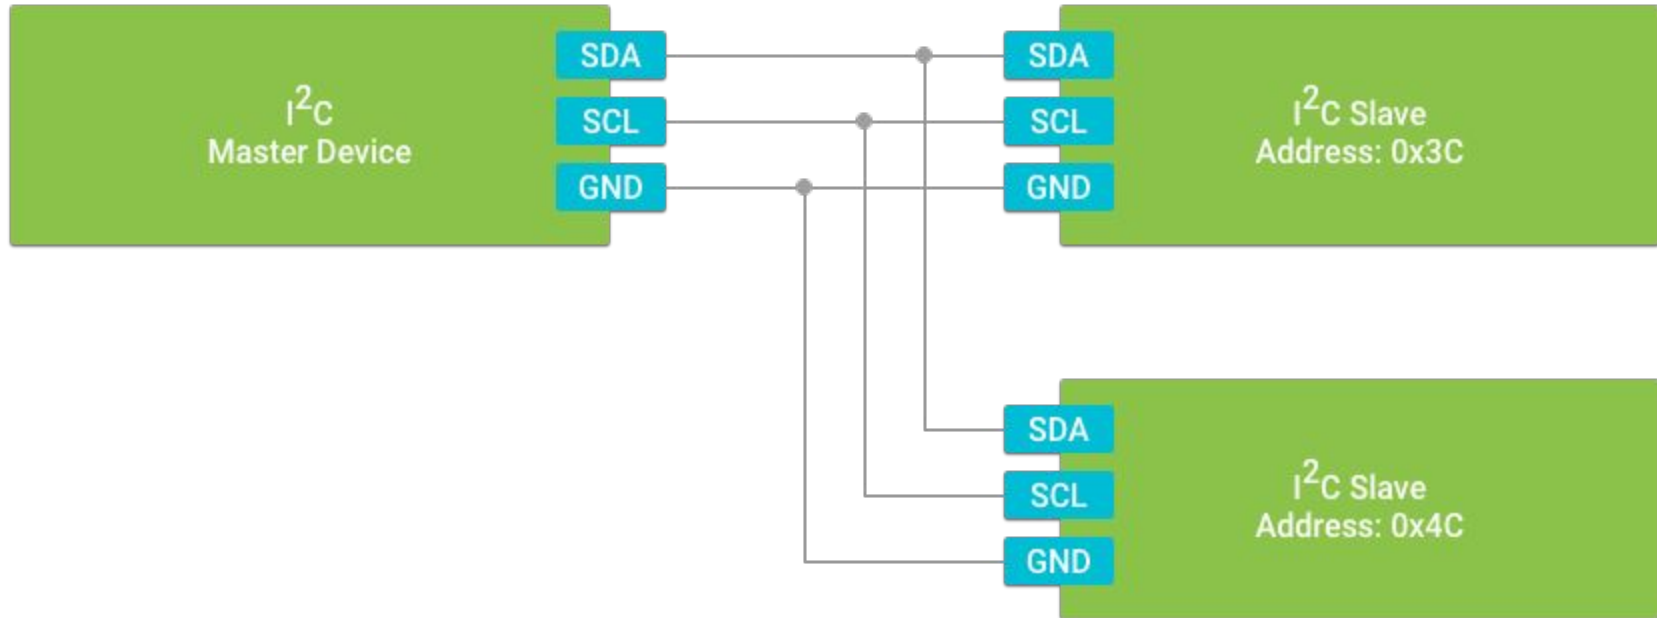 I²C
Master Device
SDA
SCL
GND
SDA
SCL
GND
I²C Slave
Address: 0x3C
SDA
SCL
GND
I²C Slave
Address: 0x4C